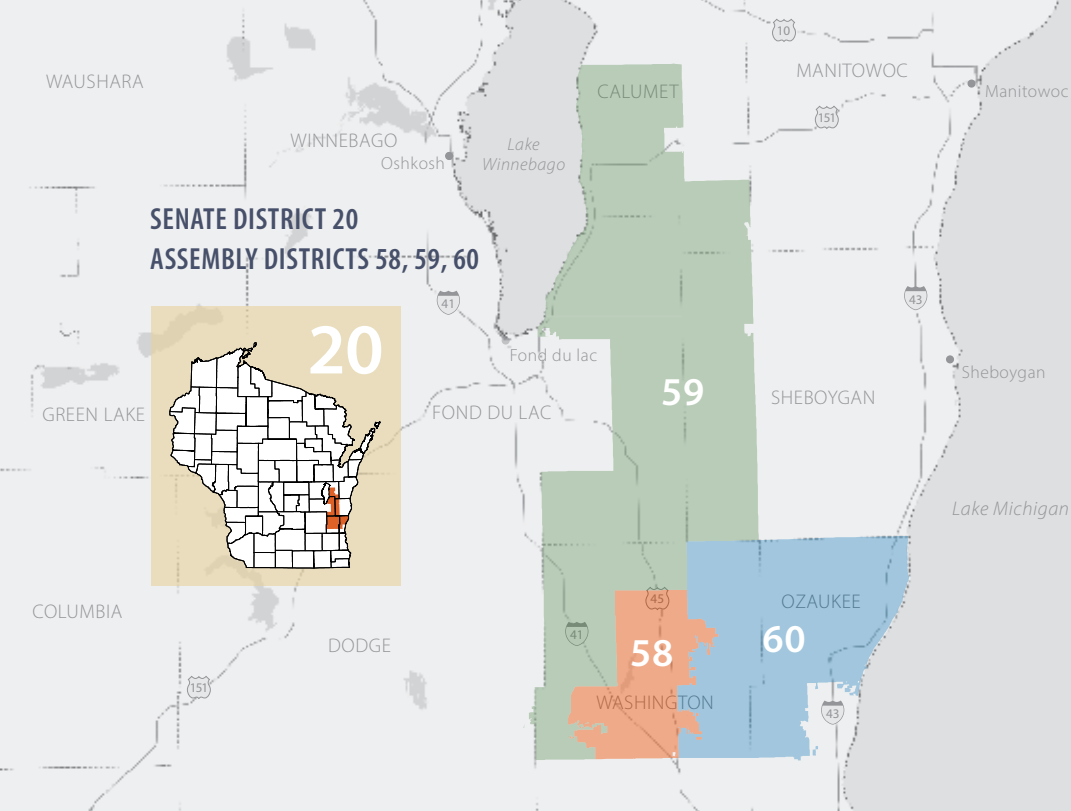 10
MANITOWOC
WAUSHARA
CALUMET
Manitowoc
151
WINNEBAGO
Lake
Winnebago
Oshkosh
SENATE DISTRICT 20
ASSEMBLY DISTRICTS 58, 59, 60
41
43
20
Fond du lac
Sheboygan
59
SHEBOYGAN
GREEN LAKE
FOND DU LAC
Lake Michigan
45
OZAUKEE
COLUMBIA
41
60
DODGE
58
151
WASHINGTON
43